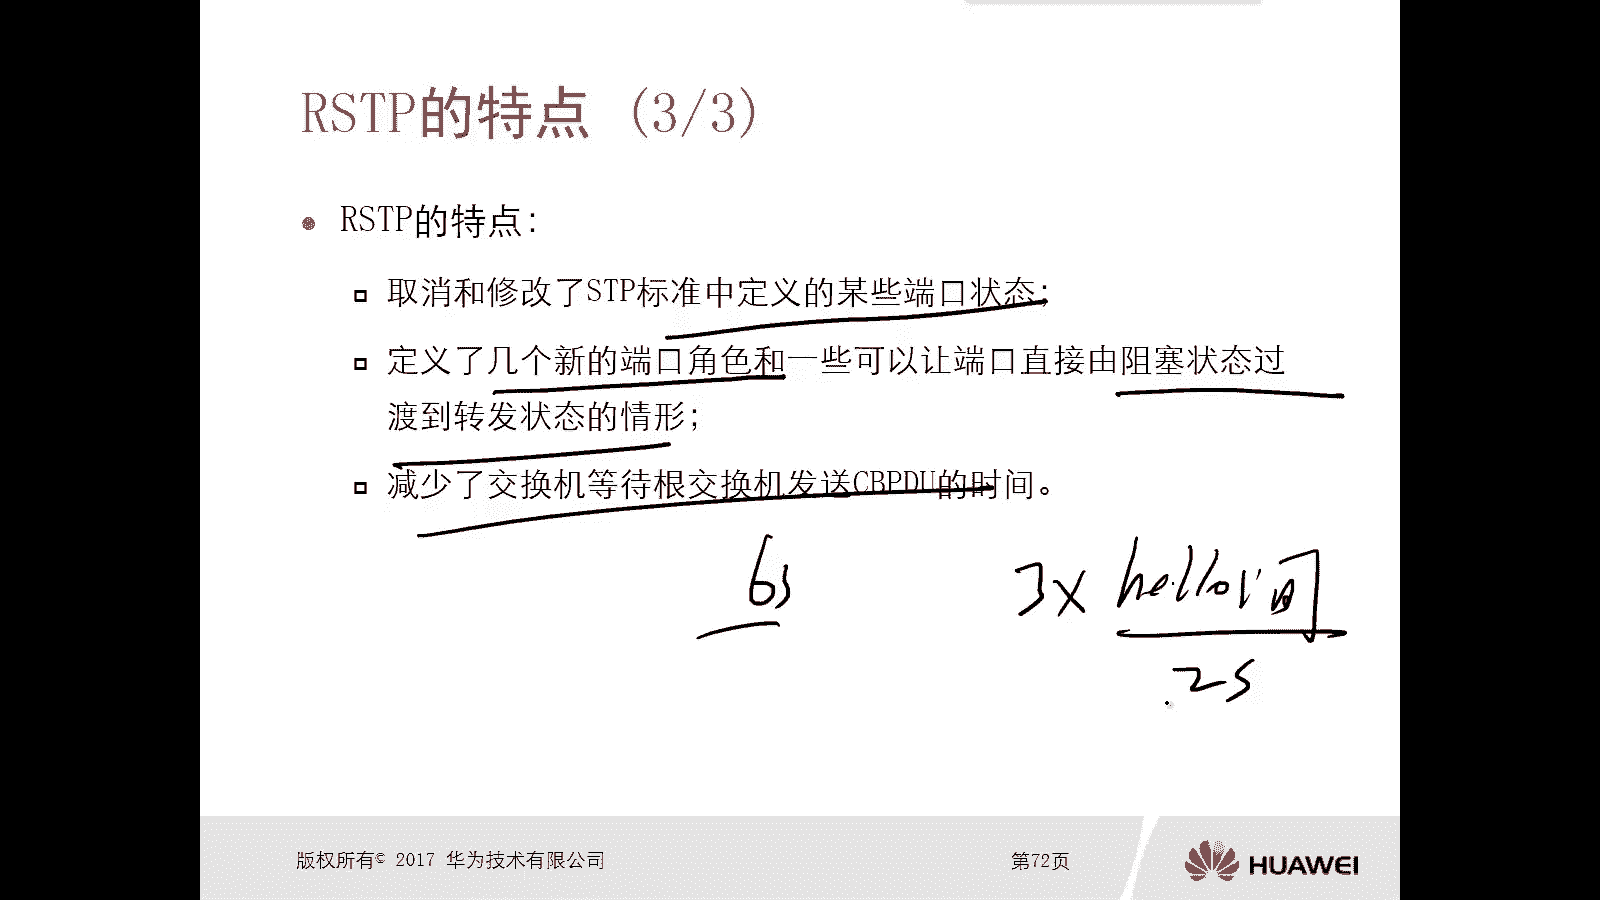 RSTP的特点 (3/3)
RSTP的特点:
取消和修改了STP标准中定义的某些端口状态;
定义了几个新的端口角色和一些可以让端口直接由阻塞状态过
渡到转发状态的情形;
减少了交换机等待根交换机发送CBPDU的时间。
6s
3x hello时间
2s
版权所有© 2017 华为技术有限公司
第72页
HUAWEI